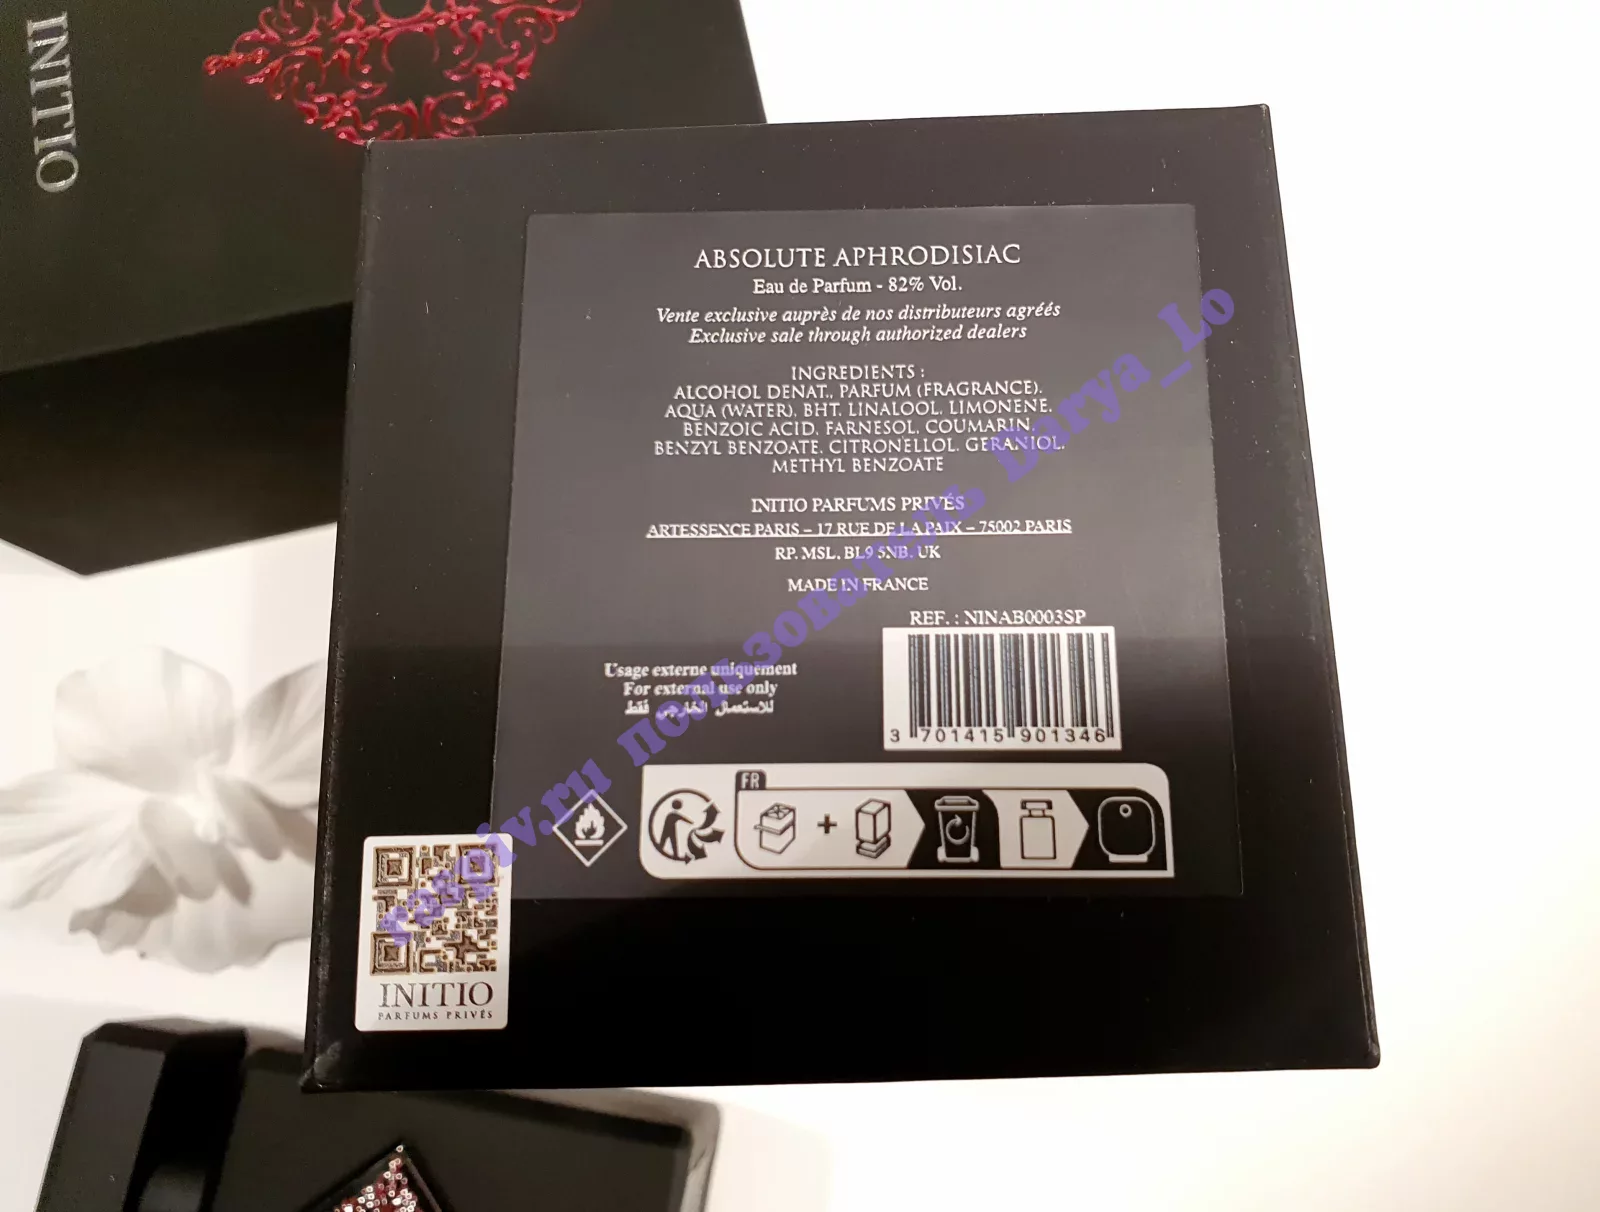 INITIO
ABSOLUTE APHRODISIAC
Eau de Parfum - 82% Vol.
Vente exclusive auprès de nos distributeurs agréés
Exclusive sale through authorized dealers
INGREDIENTS :
ALCOHOL DENAT., PARFUM (FRAGRANCE),
AQUA (WATER), BHT, LINALOOL, LIMONENE,
BENZOIC ACID, FARNESOL, COUMARIN,
BENZYL BENZOATE, CITRONELLOL, GERANIOL,
METHYL BENZOATE
INITIO PARFUMS PRIVÉS
ARTESSENCE PARIS – 17 RUE DE LA PAIX – 75002 PARIS
RP. MSL, BL9 5NB, UK
MADE IN FRANCE
REF. : NINAB0003SP
Usage externe uniquement
For external use only
للاستعمال الخارجي فقط
3 701415 901346
FR
INITIO
PARFUMS PRIVÉS
raspiv.ru пользователь Darya_Lo